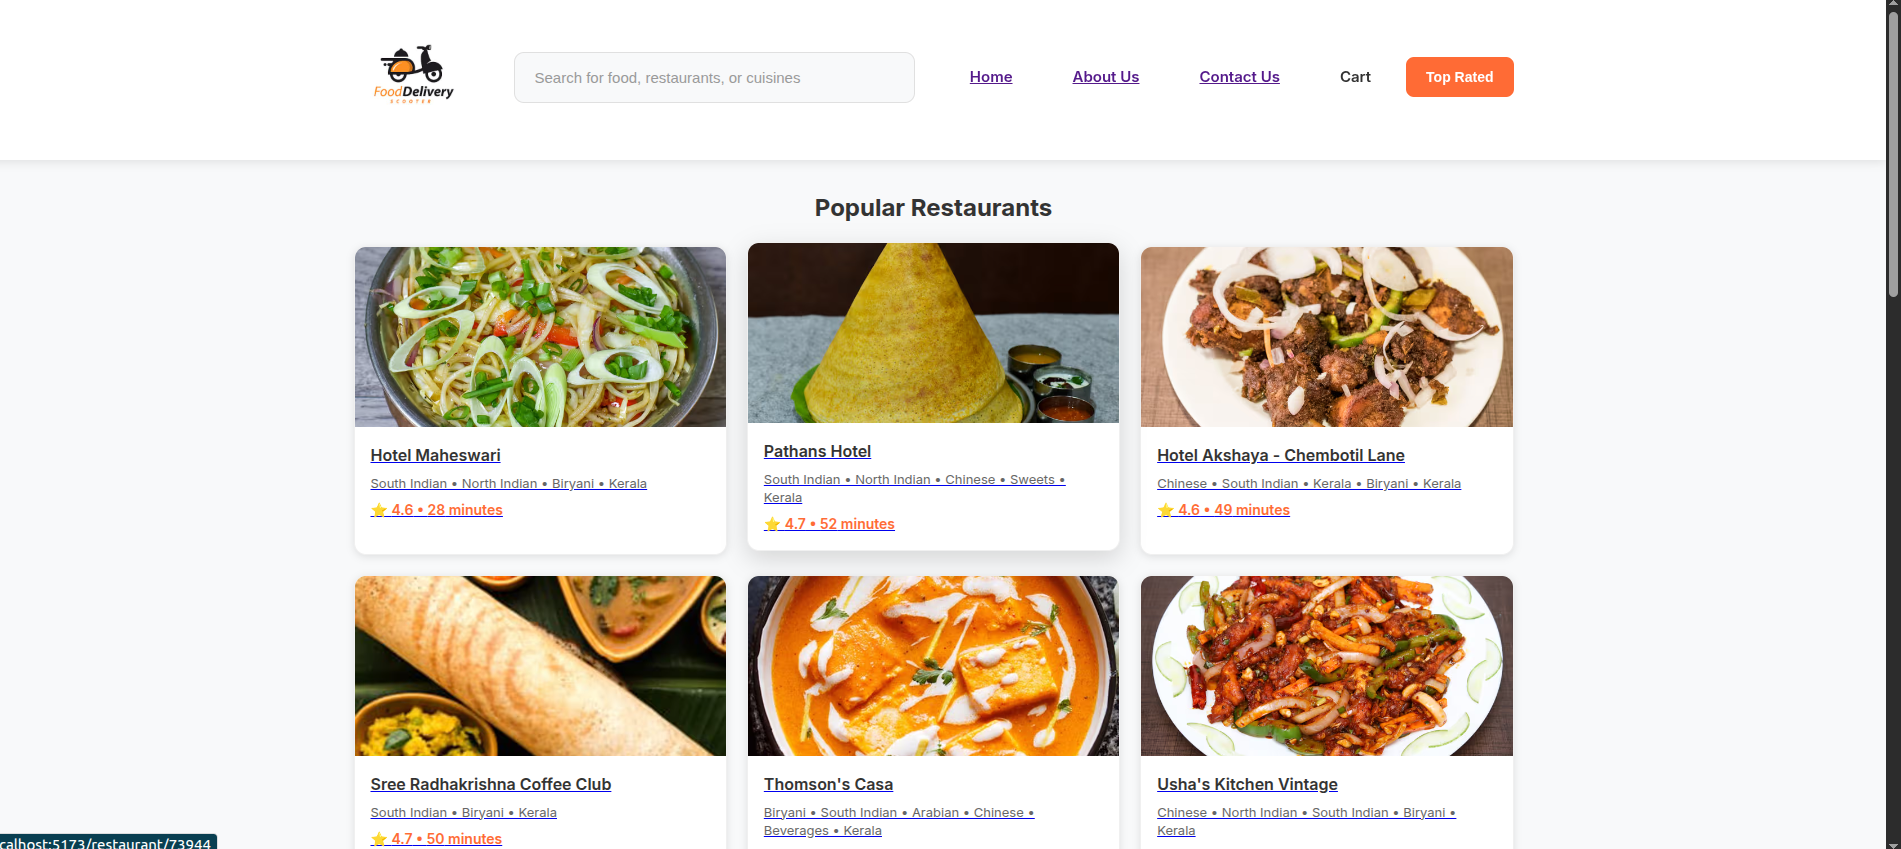 FoodDelivery
SCOOTER
Search for food, restaurants, or cuisines
Home
About Us
Contact Us
Cart
Top Rated
Popular Restaurants
Hotel Maheswari
South Indian • North Indian • Biryani • Kerala
⭐ 4.6 • 28 minutes
Pathans Hotel
South Indian • North Indian • Chinese • Sweets •
Kerala
⭐ 4.7 • 52 minutes
Hotel Akshaya - Chembotil Lane
Chinese • South Indian • Kerala • Biryani • Kerala
⭐ 4.6 • 49 minutes
Sree Radhakrishna Coffee Club
South Indian • Biryani • Kerala
⭐ 4.7 • 50 minutes
Thomson's Casa
Biryani • South Indian • Arabian • Chinese •
Beverages • Kerala
Usha's Kitchen Vintage
Chinese • North Indian • South Indian • Biryani •
Kerala
calhost:5173/restaurant/73944